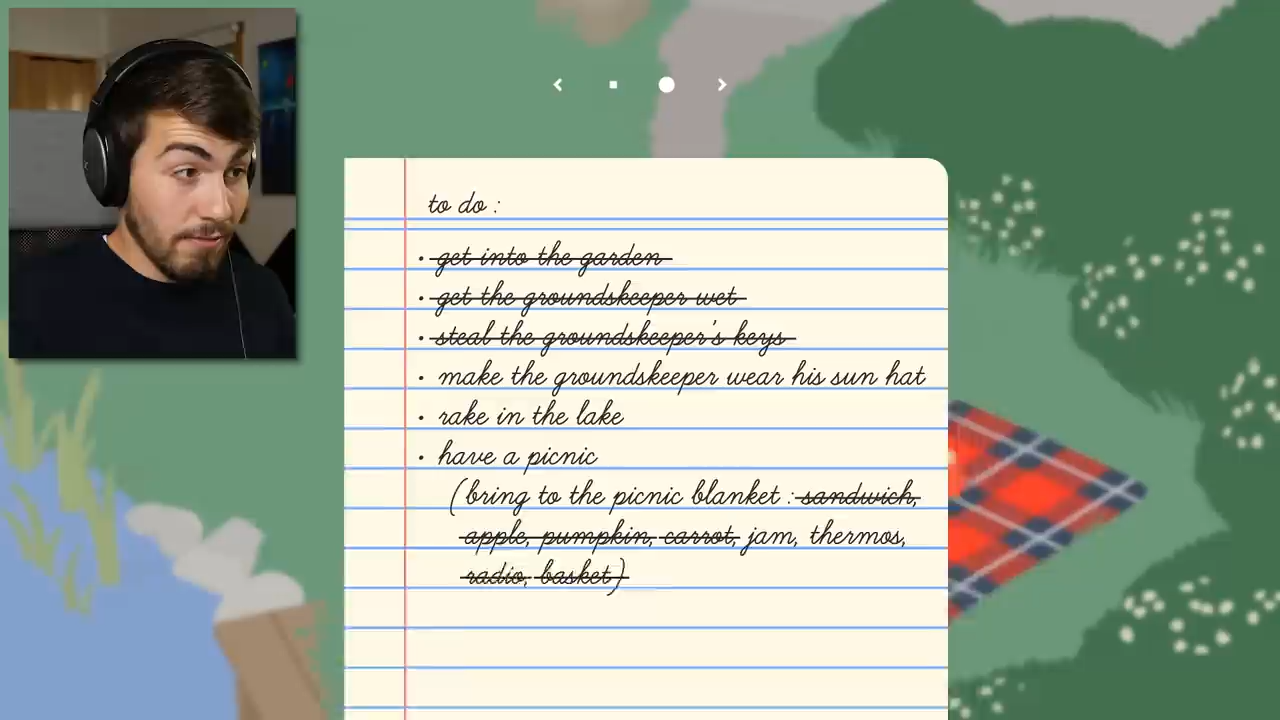 to do :
• get into the garden
• get the groundskeeper wet
• steal the groundskeeper's keys
• make the groundskeeper wear his sun hat
• rake in the lake
• have a picnic
(bring to the picnic blanket : sandwich,
apple, pumpkin, carrot, jam, thermos,
radio, basket)